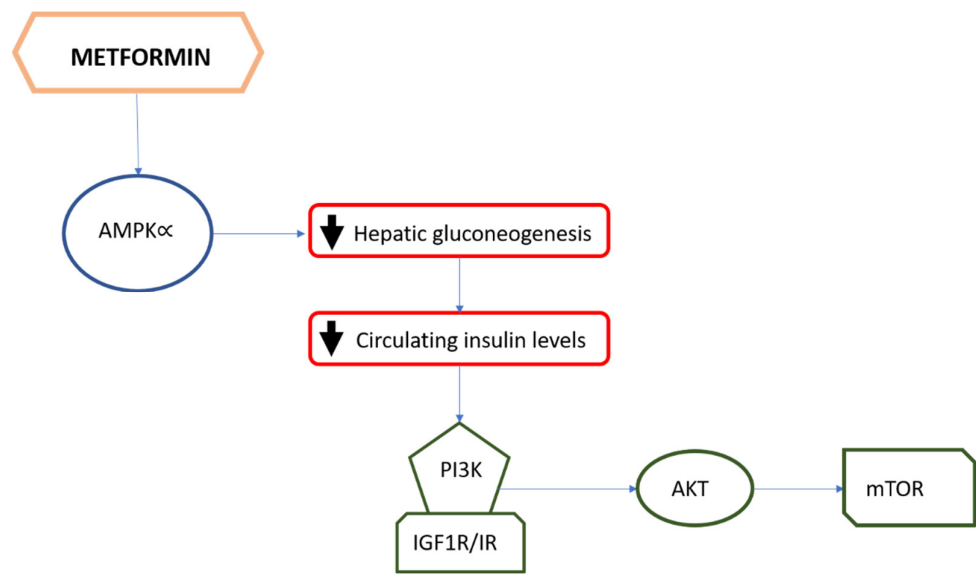 METFORMIN
AMPK∝
Hepatic gluconeogenesis
Circulating insulin levels
PI3K
AKT
mTOR
IGF1R/IR